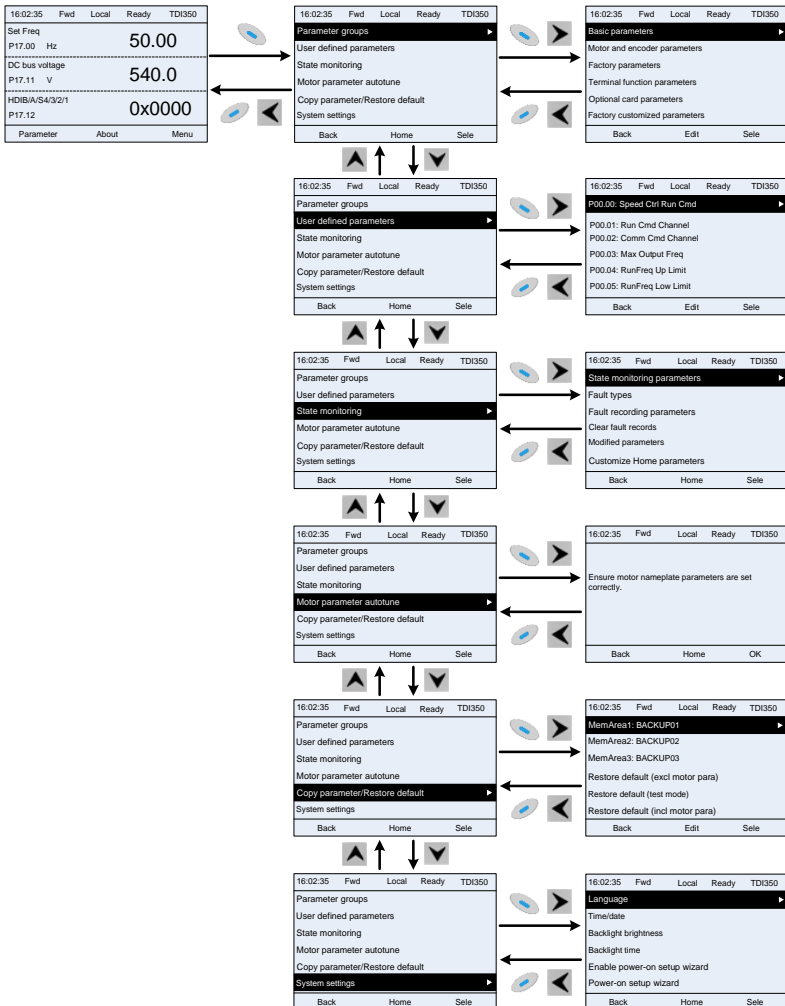 16:02:35 Fwd Local Ready TDI350
Set Freq
P17.00 Hz 50.00
DC bus voltage
P17.11 V 540.0
HDIB/A/S4/3/2/1
P17.12 0x0000
Parameter About Menu
16:02:35 Fwd Local Ready TDI350
Parameter groups
User defined parameters
State monitoring
Motor parameter autotune
Copy parameter/Restore default
System settings
Back Home Sele
16:02:35 Fwd Local Ready TDI350
Basic parameters
Motor and encoder parameters
Factory parameters
Terminal function parameters
Optional card parameters
Factory customized parameters
Back Edit Sele
16:02:35 Fwd Local Ready TDI350
Parameter groups
User defined parameters
State monitoring
Motor parameter autotune
Copy parameter/Restore default
System settings
Back Home Sele
16:02:35 Fwd Local Ready TDI350
P00.00: Speed Ctrl Run Cmd
P00.01: Run Cmd Channel
P00.02: Comm Cmd Channel
P00.03: Max Output Freq
P00.04: RunFreq Up Limit
P00.05: RunFreq Low Limit
Back Edit Sele
16:02:35 Fwd Local Ready TDI350
Parameter groups
User defined parameters
State monitoring
Motor parameter autotune
Copy parameter/Restore default
System settings
Back Home Sele
16:02:35 Fwd Local Ready TDI350
State monitoring parameters
Fault types
Fault recording parameters
Clear fault records
Modified parameters
Customize Home parameters
Back Home Sele
16:02:35 Fwd Local Ready TDI350
Parameter groups
User defined parameters
State monitoring
Motor parameter autotune
Copy parameter/Restore default
System settings
Back Home Sele
16:02:35 Fwd Local Ready TDI350
Ensure motor nameplate parameters are set
correctly.
Back Home OK
16:02:35 Fwd Local Ready TDI350
Parameter groups
User defined parameters
State monitoring
Motor parameter autotune
Copy parameter/Restore default
System settings
Back Home Sele
16:02:35 Fwd Local Ready TDI350
MemArea1: BACKUP01
MemArea2: BACKUP02
MemArea3: BACKUP03
Restore default (excl motor para)
Restore default (test mode)
Restore default (incl motor para)
Back Edit Sele
16:02:35 Fwd Local Ready TDI350
Parameter groups
User defined parameters
State monitoring
Motor parameter autotune
Copy parameter/Restore default
System settings
Back Home Sele
16:02:35 Fwd Local Ready TDI350
Language
Time/date
Backlight brightness
Backlight time
Enable power-on setup wizard
Power-on setup wizard
Back Home Sele